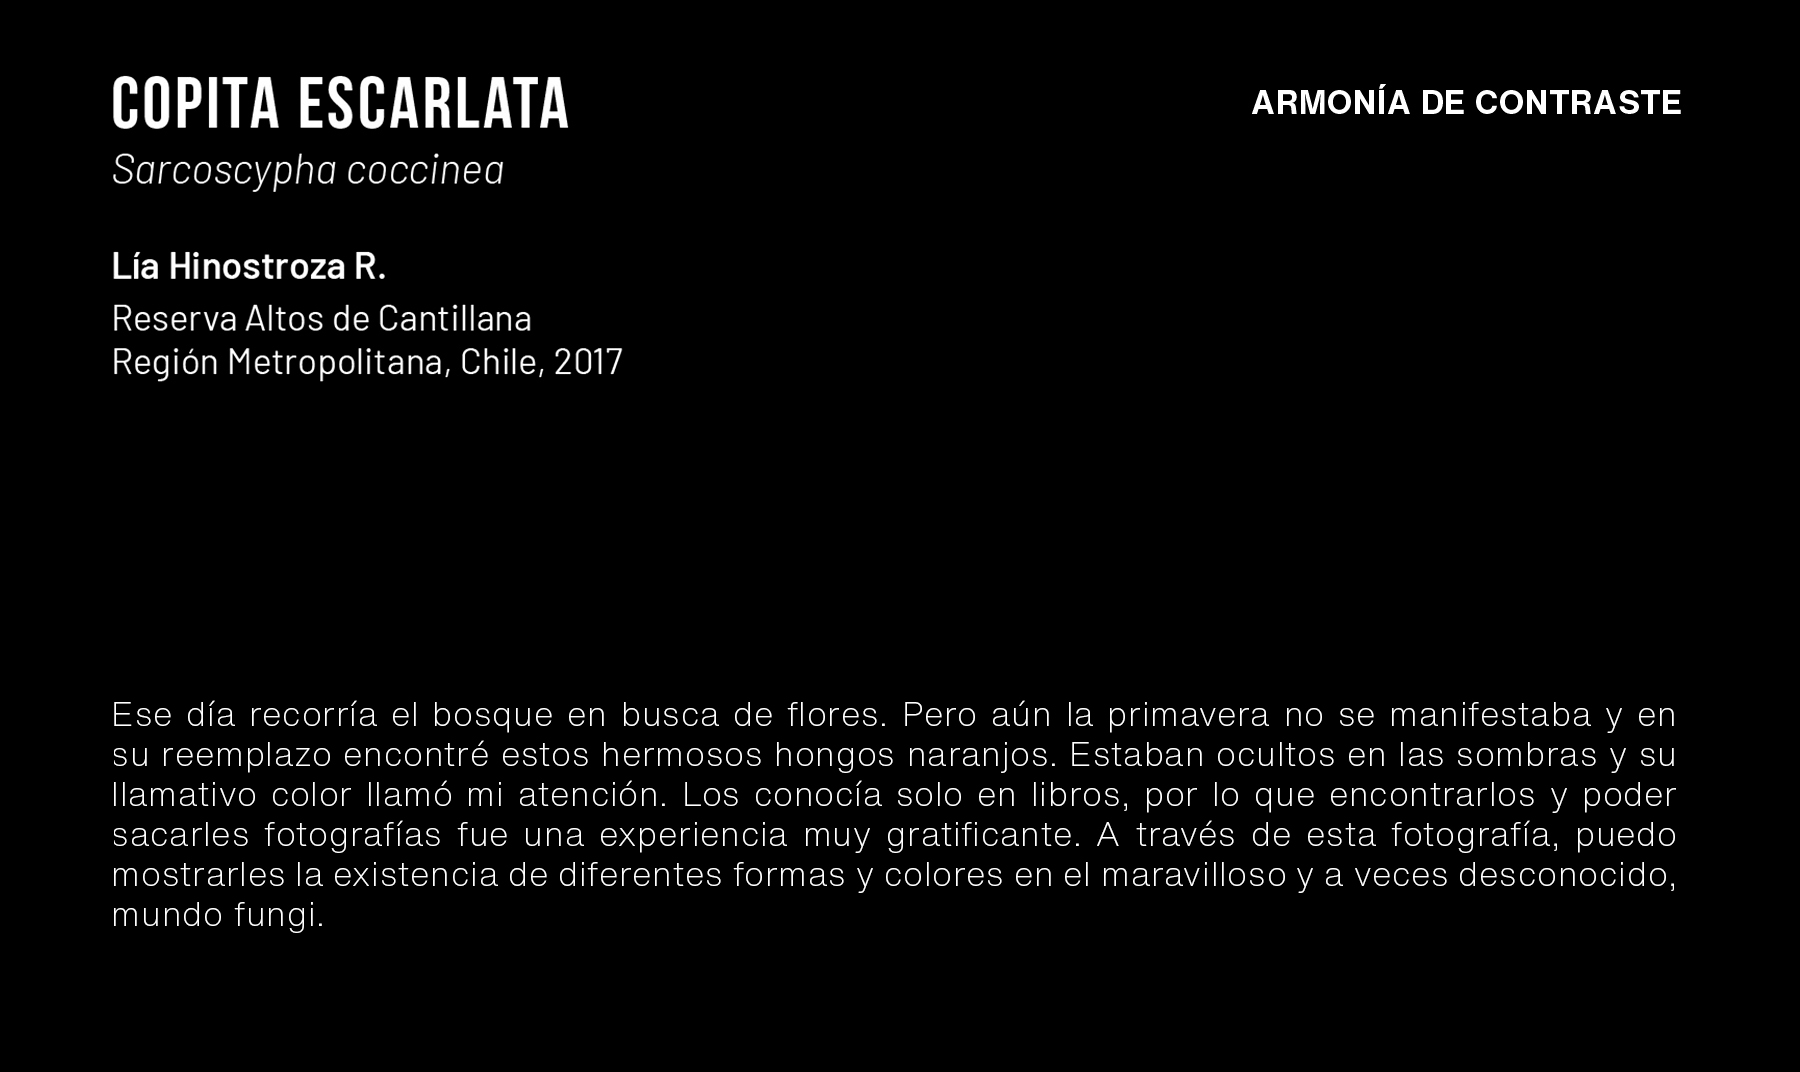 COPITA ESCARLATA
ARMONÍA DE CONTRASTE
Sarcoscypha coccinea
Lía Hinostroza R.
Reserva Altos de Cantillana
Región Metropolitana, Chile, 2017
Ese día recorría el bosque en busca de flores. Pero aún la primavera no se manifestaba y en
su reemplazo encontré estos hermosos hongos naranjos. Estaban ocultos en las sombras y su
llamativo color llamó mi atención. Los conocía solo en libros, por lo que encontrarlos y poder
sacarles fotografías fue una experiencia muy gratificante. A través de esta fotografía, puedo
mostrarles la existencia de diferentes formas y colores en el maravilloso y a veces desconocido,
mundo fungi.